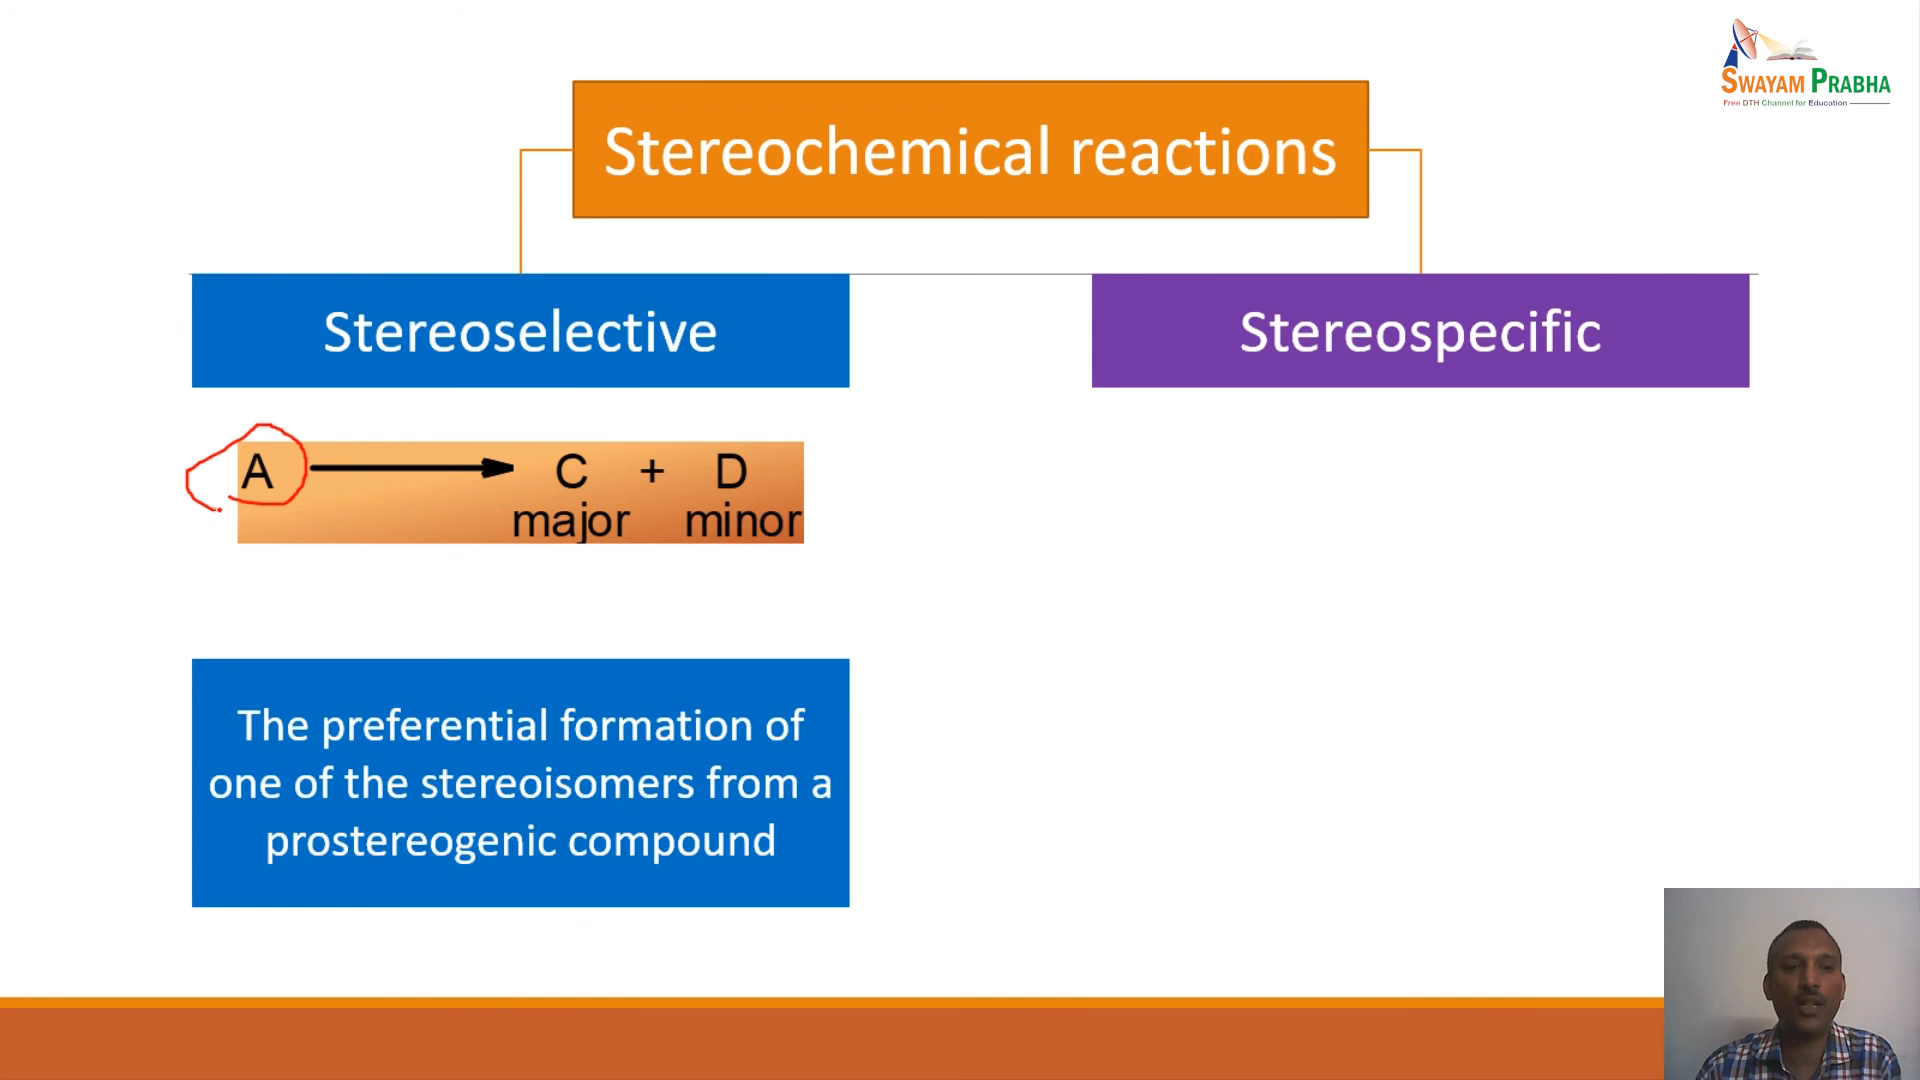 SWAYAM PRABHA
Free DTH Channel for Education
Stereochemical reactions
Stereoselective
Stereospecific
A C + D
major minor
The preferential formation of
one of the stereoisomers from a
prostereogenic compound